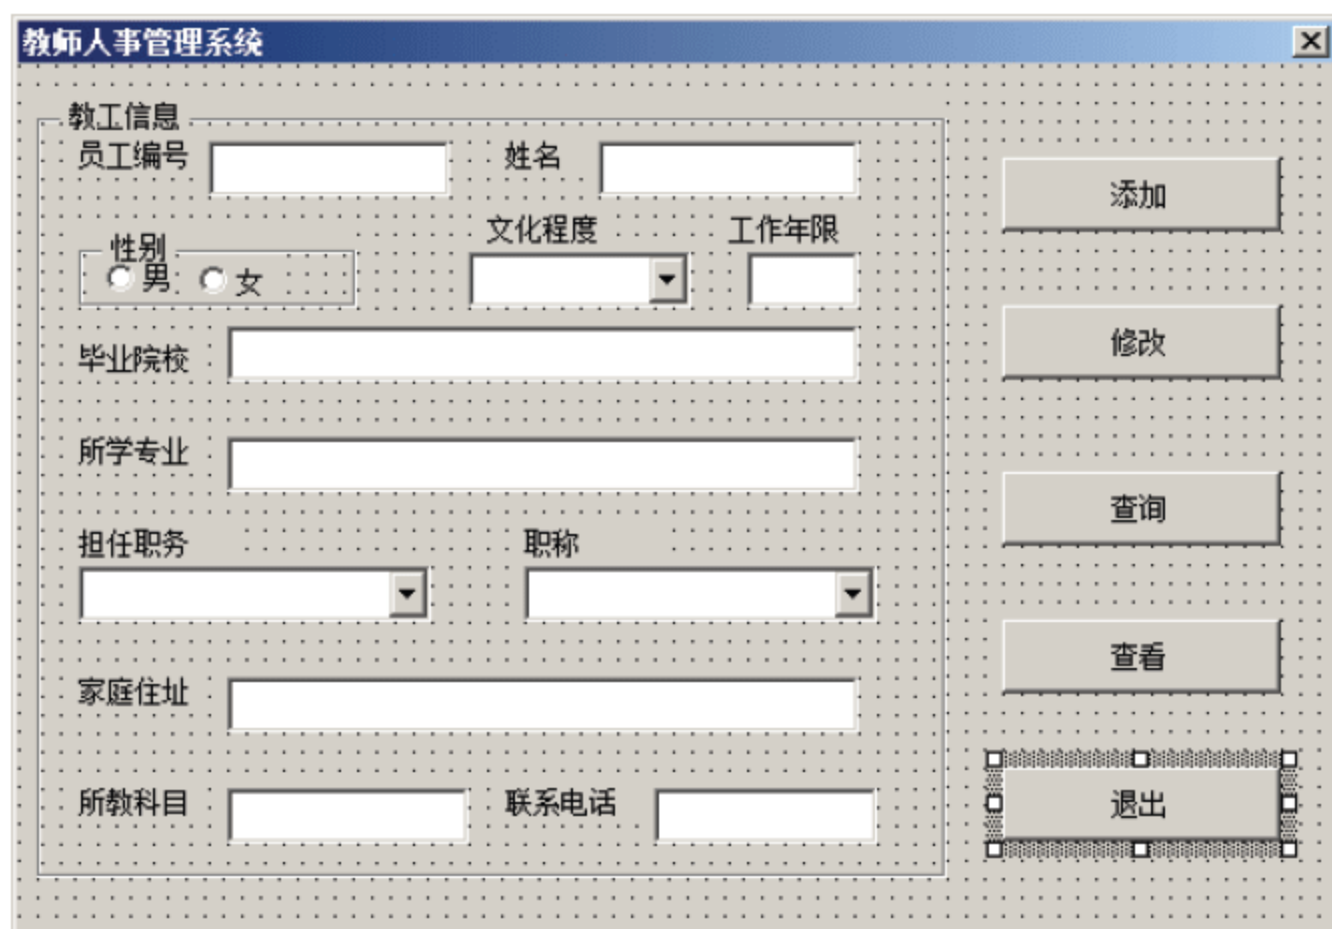 教师人事管理系统
教工信息
员工编号
姓名
添加
性别
男
女
文化程度
工作年限
毕业院校
修改
所学专业
查询
担任职务
职称
查看
家庭住址
所教科目
联系电话
退出